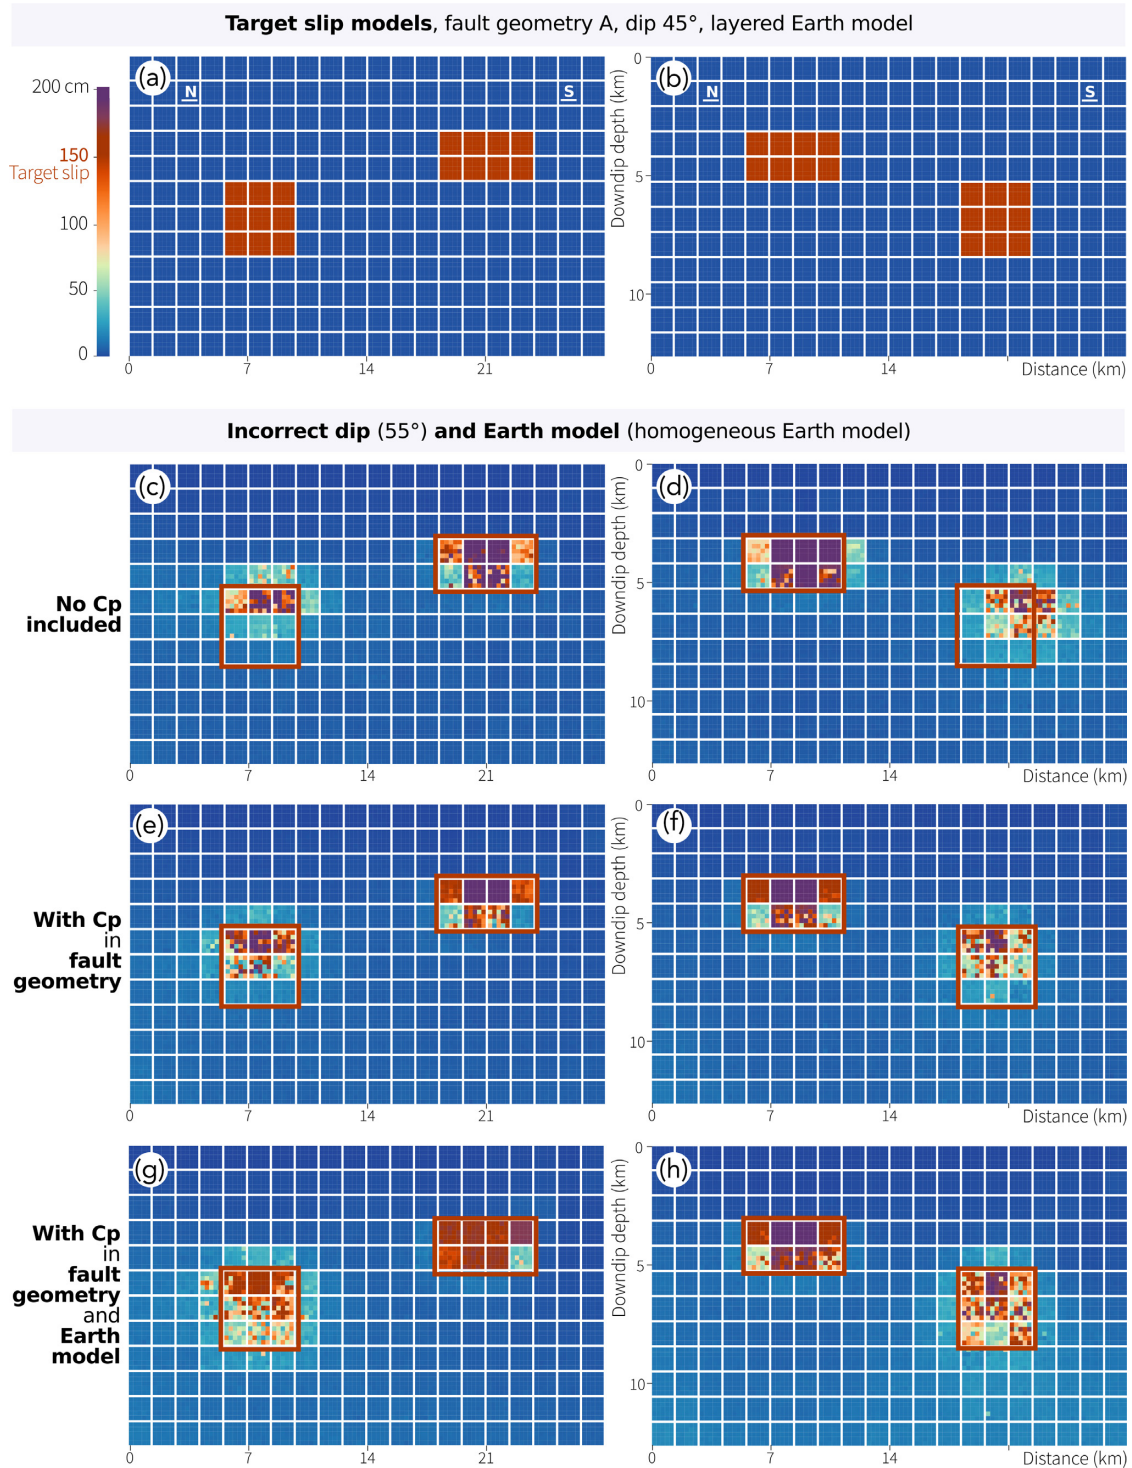 Target slip models, fault geometry A, dip 45°, layered Earth model
(a)
N
S
200 cm
150
Target slip
100
50
0
0
7
14
21
(b)
N
S
Downdip depth (km)
0
5
10
0
7
14
Distance (km)
Incorrect dip (55°) and Earth model (homogeneous Earth model)
No Cp
included
(c)
0
7
14
21
(d)
Downdip depth (km)
0
5
10
0
7
14
Distance (km)
With Cp
in
fault
geometry
(e)
0
7
14
21
(f)
Downdip depth (km)
0
5
10
0
7
14
Distance (km)
With Cp
in
fault
geometry
and
Earth
model
(g)
0
7
14
21
(h)
Downdip depth (km)
0
5
10
0
7
14
Distance (km)